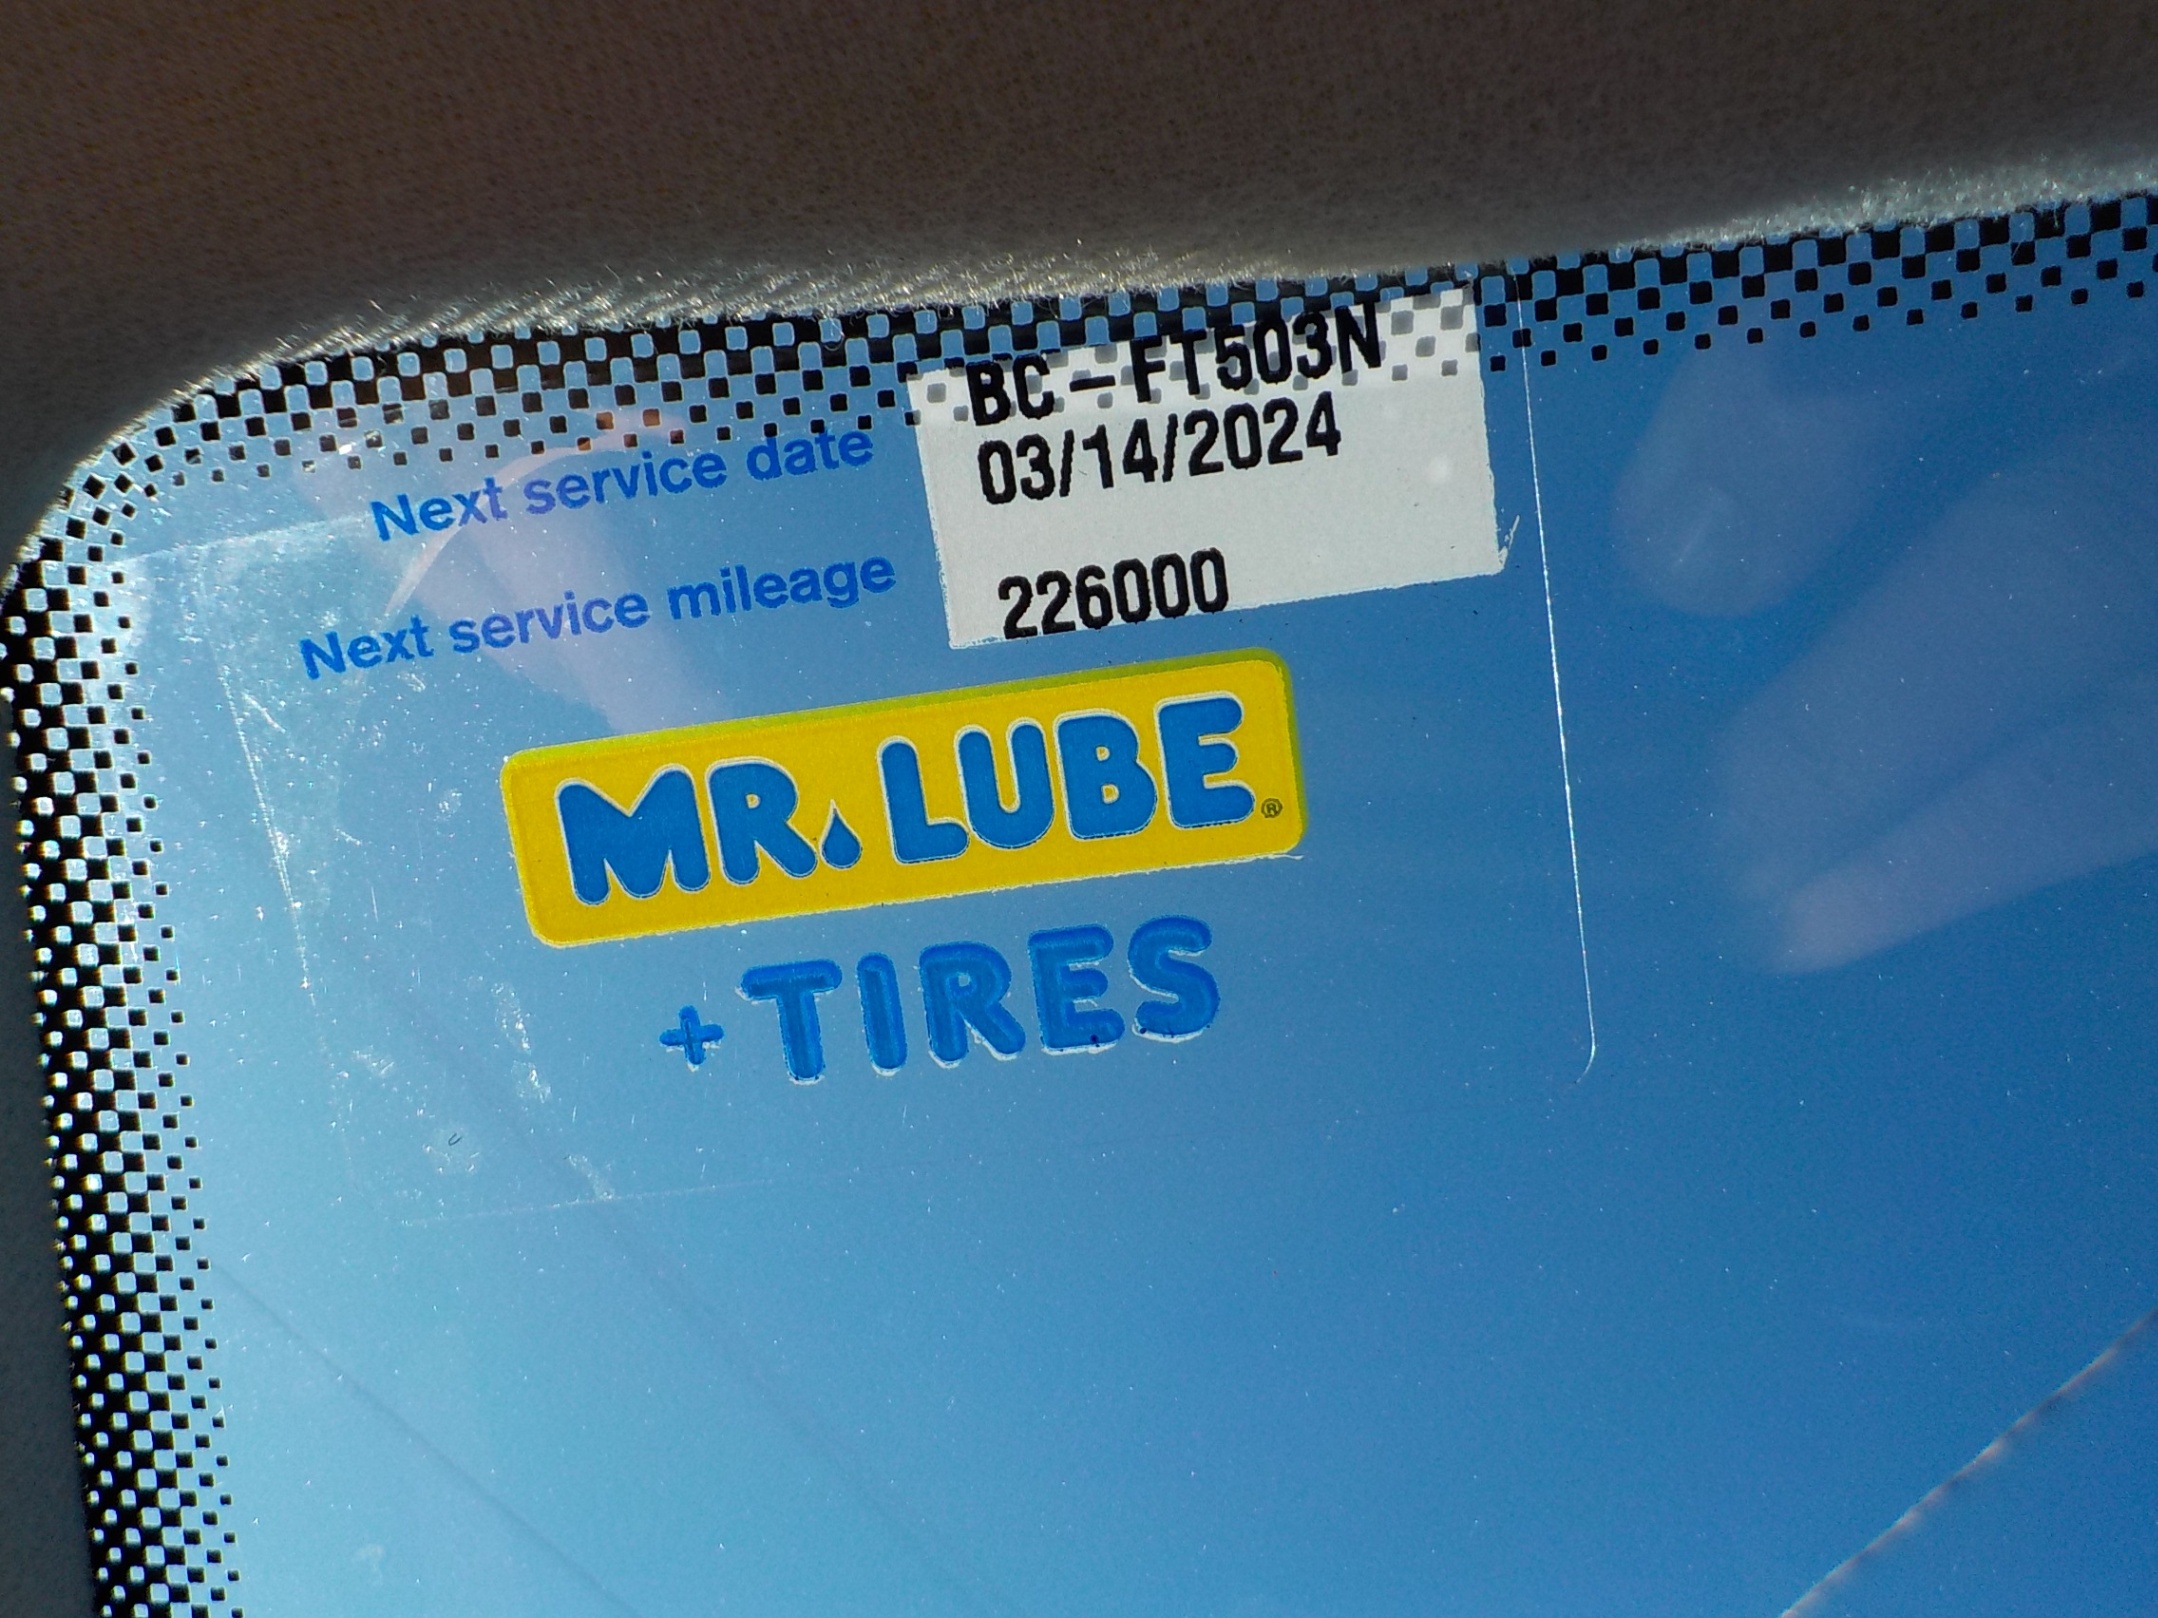 BC-FT503N
Next service date 03/14/2024
Next service mileage 226000
MR. LUBE®
+ TIRES